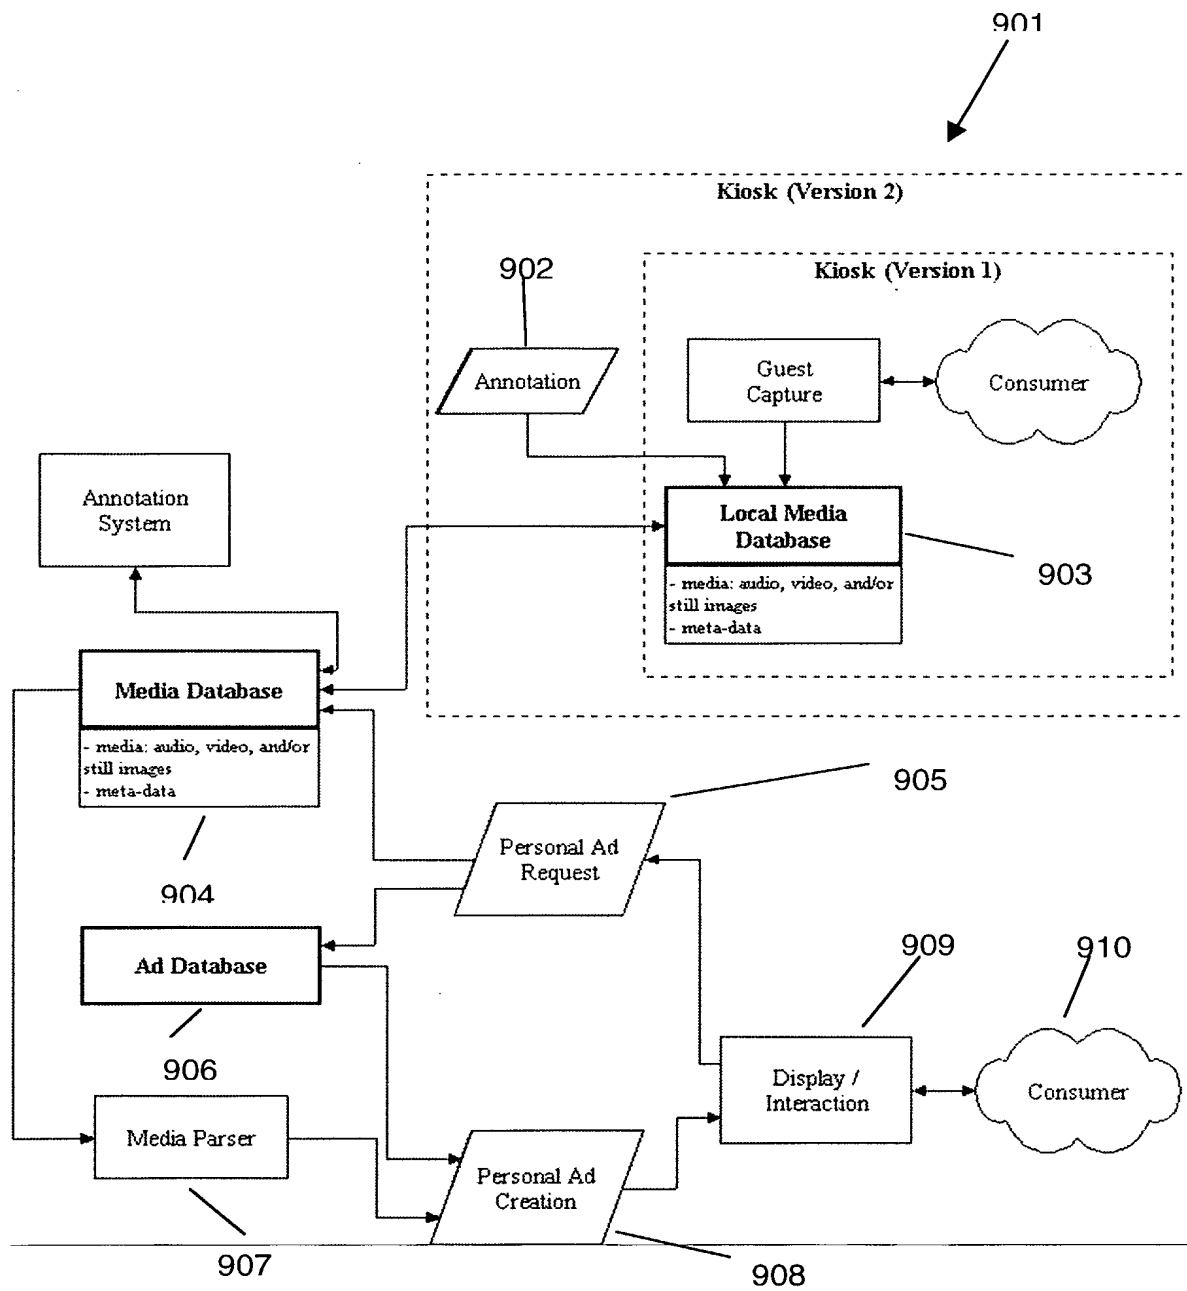 901
Kiosk (Version 2)
902
Kiosk (Version 1)
Annotation
Guest
Capture
Consumer
Annotation
System
Local Media
Database
903
- media: audio, video, and/or
still images
- meta-data
Media Database
- media: audio, video, and/or
still images
- meta-data
904
905
Personal Ad
Request
Ad Database
906
909
910
Display /
Interaction
Consumer
Media Parser
907
Personal Ad
Creation
908